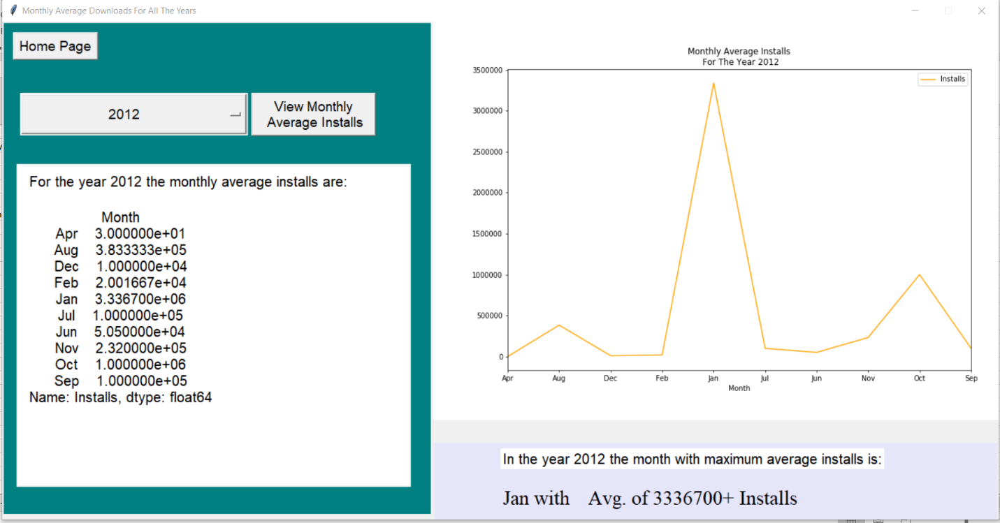 Monthly Average Downloads For All The Years
Home Page
2012
View Monthly
Average Installs
For the year 2012 the monthly average installs are:
Month
Apr 3.000000e+01
Aug 3.833333e+05
Dec 1.000000e+04
Feb 2.001667e+04
Jan 3.336700e+06
Jul 1.000000e+05
Jun 5.050000e+04
Nov 2.320000e+05
Oct 1.000000e+06
Sep 1.000000e+05
Name: Installs, dtype: float64
Monthly Average Installs
For The Year 2012
Installs
3500000
3000000
2500000
2000000
1500000
1000000
500000
0
Apr Aug Dec Feb Jan Jul Jun Nov Oct Sep
Month
In the year 2012 the month with maximum average installs is:
Jan with Avg. of 3336700+ Installs